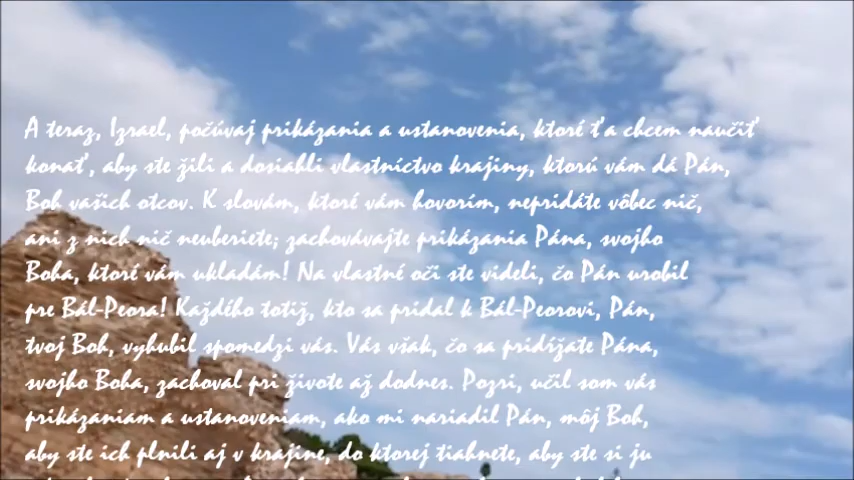 A teraz, Izrael, počúvaj prikázania a ustanovenia, ktoré ťa chcem naučiť
konať, aby ste žili a dosiahli vlastníctvo krajiny, ktorú vám dá Pán,
Boh vašich otcov. K slovám, ktoré vám hovorím, nepridáte vôbec nič,
ani z nich nič neuberiete; zachovávajte prikázania Pána, svojho
Boha, ktoré vám ukladám! Na vlastné oči ste videli, čo Pán urobil
pre Bál-Peora! Každého totiž, kto sa pridal k Bál-Peorovi, Pán,
tvoj Boh, vyhubil spomedzi vás. Vás však, čo sa pridŕžate Pána,
svojho Boha, zachoval pri živote až dodnes. Pozri, učil som vás
prikázaniam a ustanoveniam, ako mi nariadil Pán, môj Boh,
aby ste ich plnili aj v krajine, do ktorej tiahnete, aby ste si ju